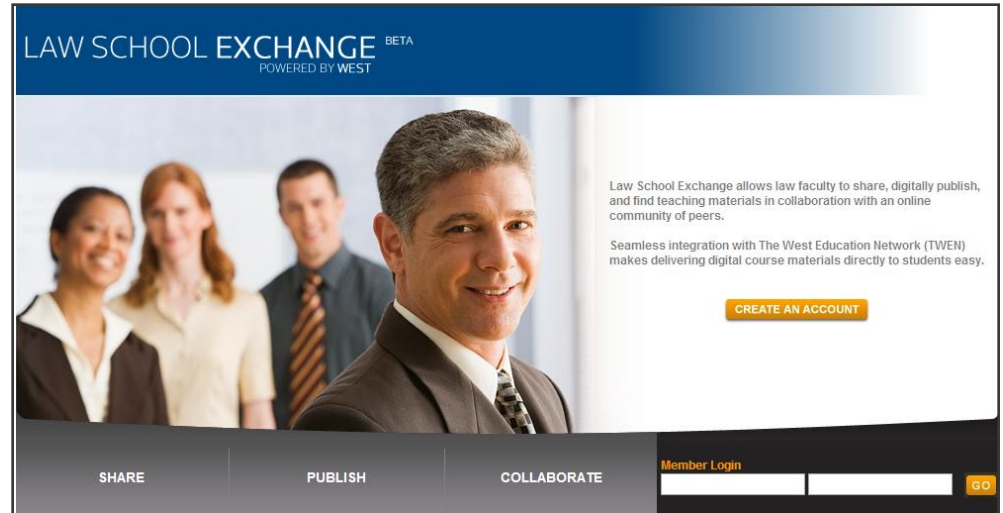 LAW SCHOOL EXCHANGE BETA
POWERED BY WEST
Law School Exchange allows law faculty to share, digitally publish,
and find teaching materials in collaboration with an online
community of peers.
Seamless integration with The West Education Network (TWEN)
makes delivering digital course materials directly to students easy.
CREATE AN ACCOUNT
SHARE
PUBLISH
COLLABORATE
Member Login
GO